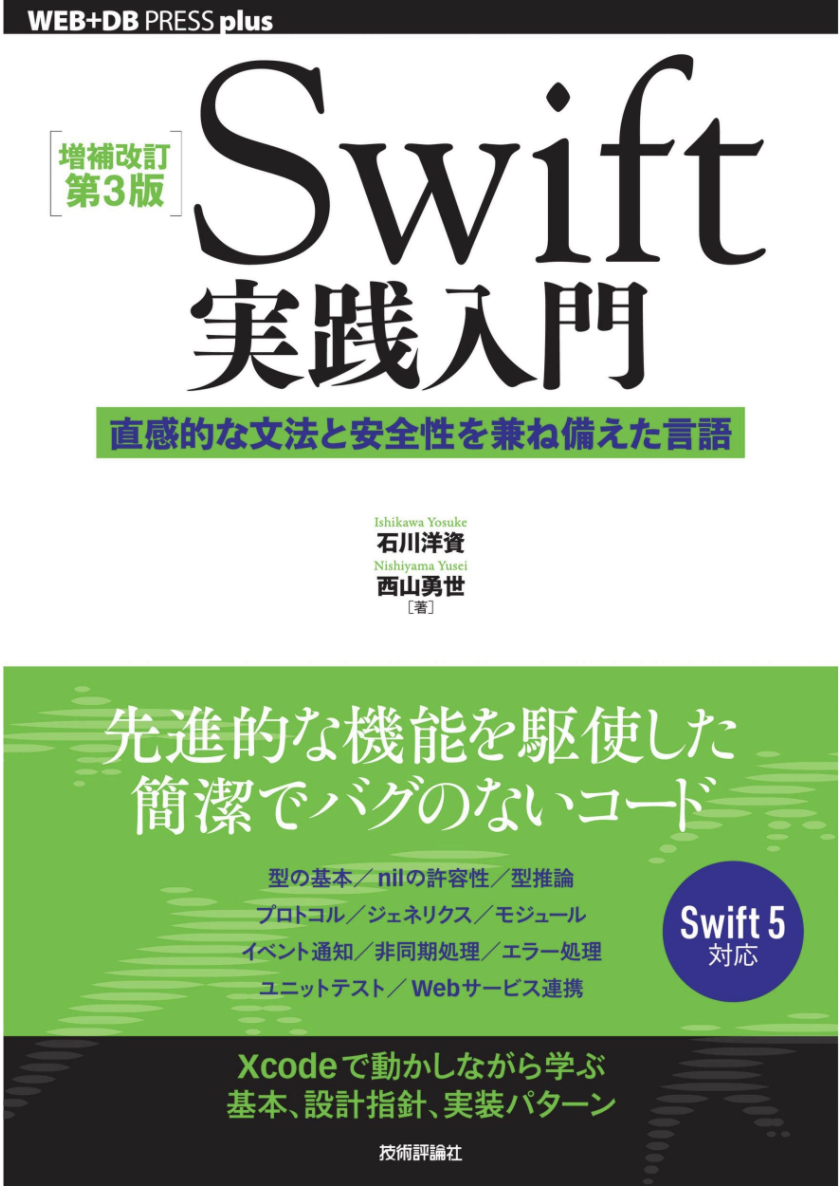 WEB+DB PRESS plus
［増補改訂
第3版］
Swift
実践入門
直感的な文法と安全性を兼ね備えた言語
Ishikawa Yosuke
石川洋資
Nishiyama Yusei
西山勇世
［著］
先進的な機能を駆使した
簡潔でバグのないコード
型の基本／nilの許容性／型推論
プロトコル／ジェネリクス／モジュール
イベント通知／非同期処理／エラー処理
ユニットテスト／Webサービス連携
Swift 5
対応
Xcodeで動かしながら学ぶ
基本、設計指針、実装パターン
技術評論社